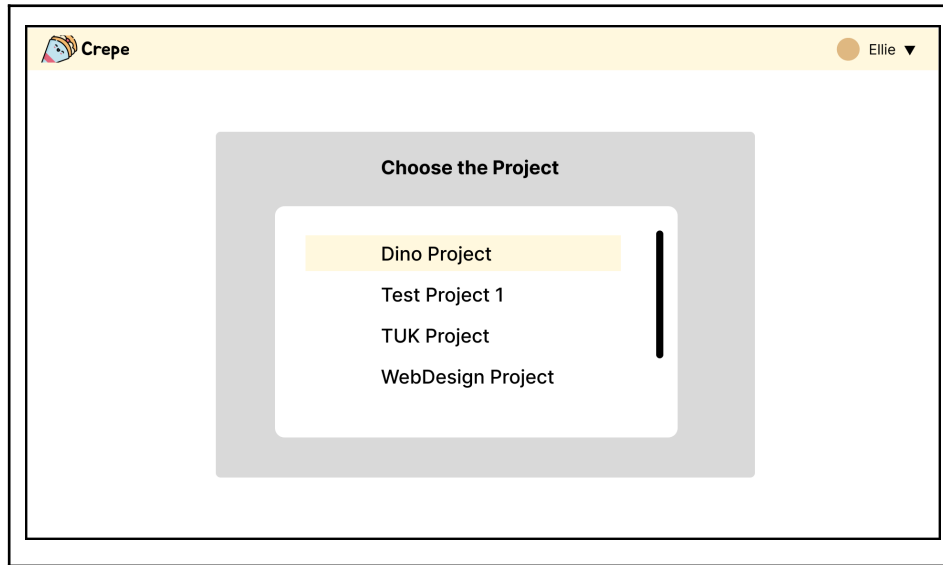 Crepe
Ellie ▼
Choose the Project
Dino Project
Test Project 1
TUK Project
WebDesign Project